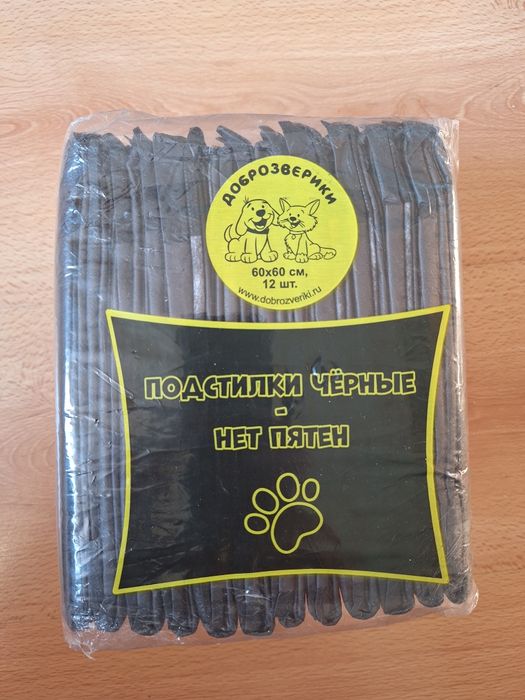 ДОБРОЗВЕРИКИ
60х60 см,
12 шт.
www.dobrozveriki.ru
ПОДСТИЛКИ ЧЁРНЫЕ
-
НЕТ ПЯТЕН